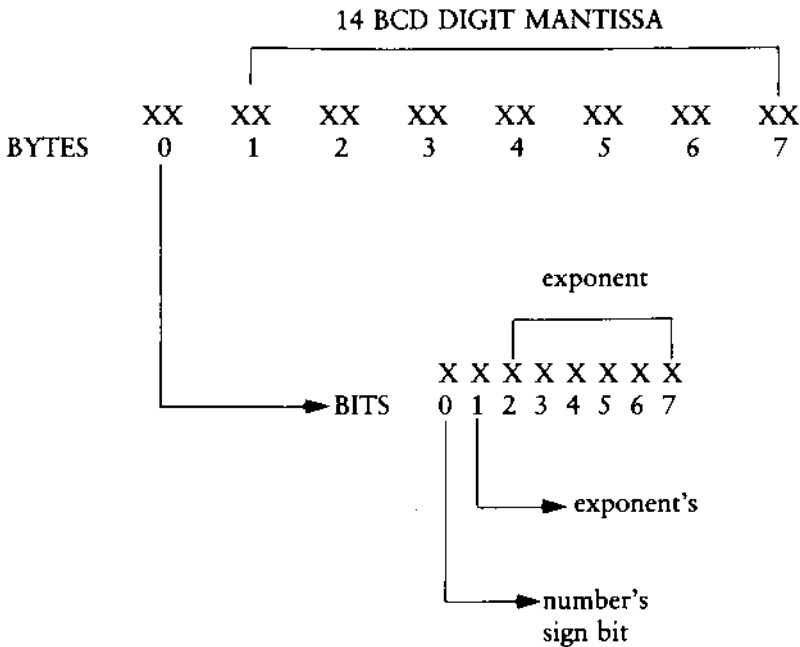 14 BCD DIGIT MANTISSA
XX XX XX XX XX XX XX XX
BYTES 0 1 2 3 4 5 6 7
exponent
X X X X X X X X
BITS 0 1 2 3 4 5 6 7
exponent's
number's
sign bit